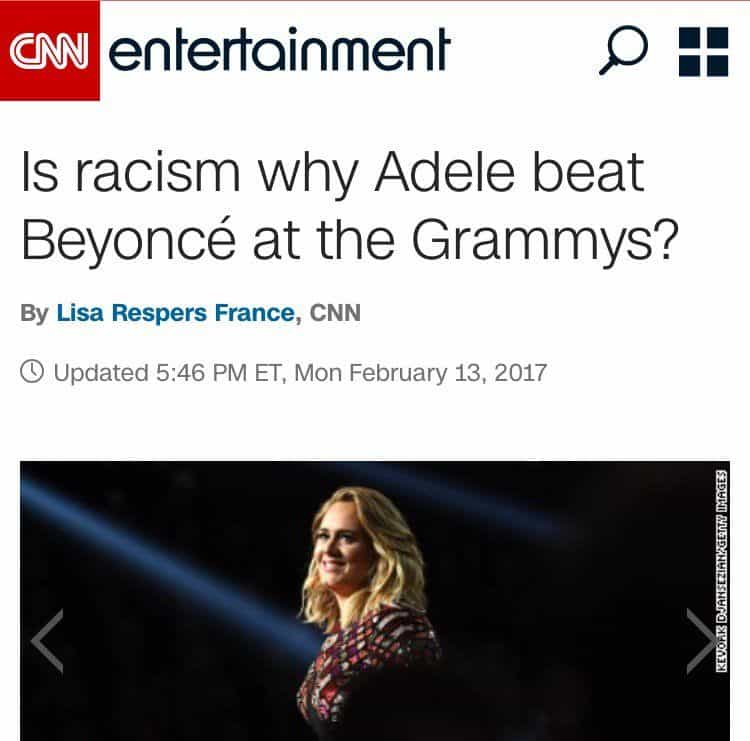 CNN entertainment
Is racism why Adele beat
Beyoncé at the Grammys?
By Lisa Respers France, CNN
Updated 5:46 PM ET, Mon February 13, 2017
KEVORK DJANSEZIAN/GETTY IMAGES